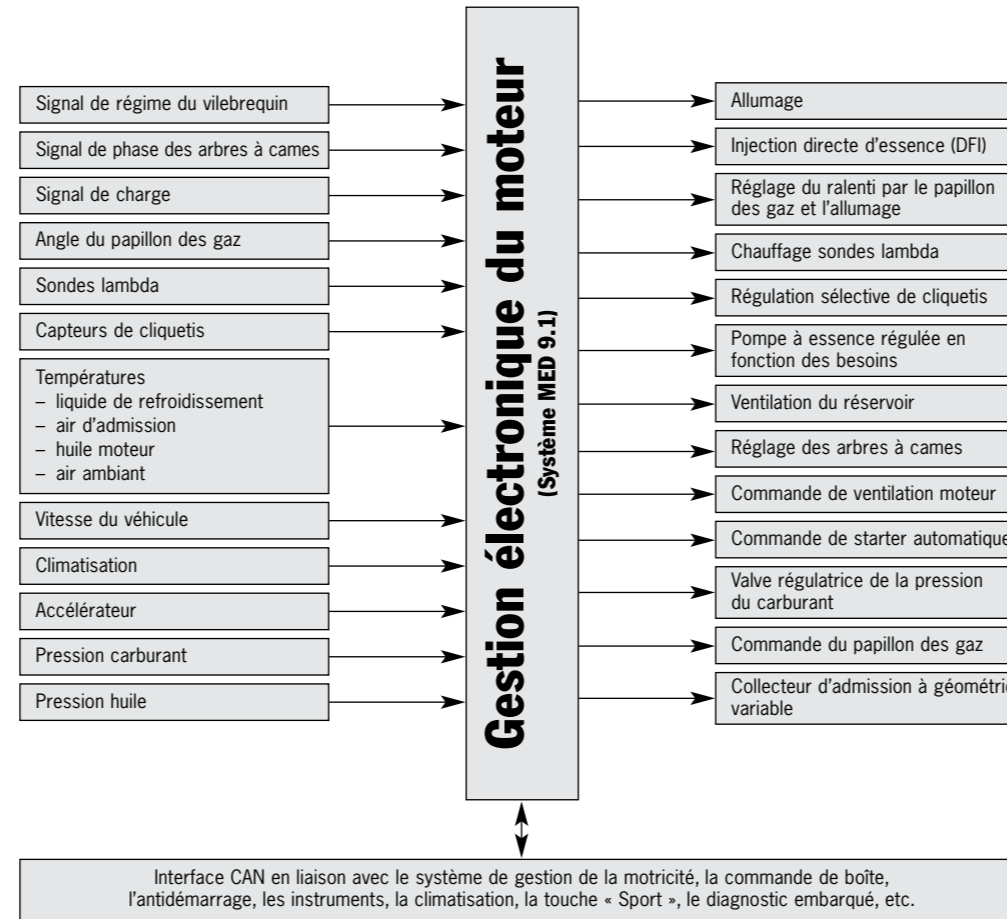 Signal de régime du vilebrequin
Signal de phase des arbres à cames
Signal de charge
Angle du papillon des gaz
Sondes lambda
Capteurs de cliquetis
Températures
– liquide de refroidissement
– air d'admission
– huile moteur
– air ambiant
Vitesse du véhicule
Climatisation
Accélérateur
Pression carburant
Pression huile
Gestion électronique du moteur
(Système MED 9.1)
Allumage
Injection directe d'essence (DFI)
Réglage du ralenti par le papillon
des gaz et l'allumage
Chauffage sondes lambda
Régulation sélective de cliquetis
Pompe à essence régulée en
fonction des besoins
Ventilation du réservoir
Réglage des arbres à cames
Commande de ventilation moteur
Commande de starter automatique
Valve régulatrice de la pression
du carburant
Commande du papillon des gaz
Collecteur d'admission à géométri
variable
Interface CAN en liaison avec le système de gestion de la motricité, la commande de boîte,
l'antidémarrage, les instruments, la climatisation, la touche « Sport », le diagnostic embarqué, etc.